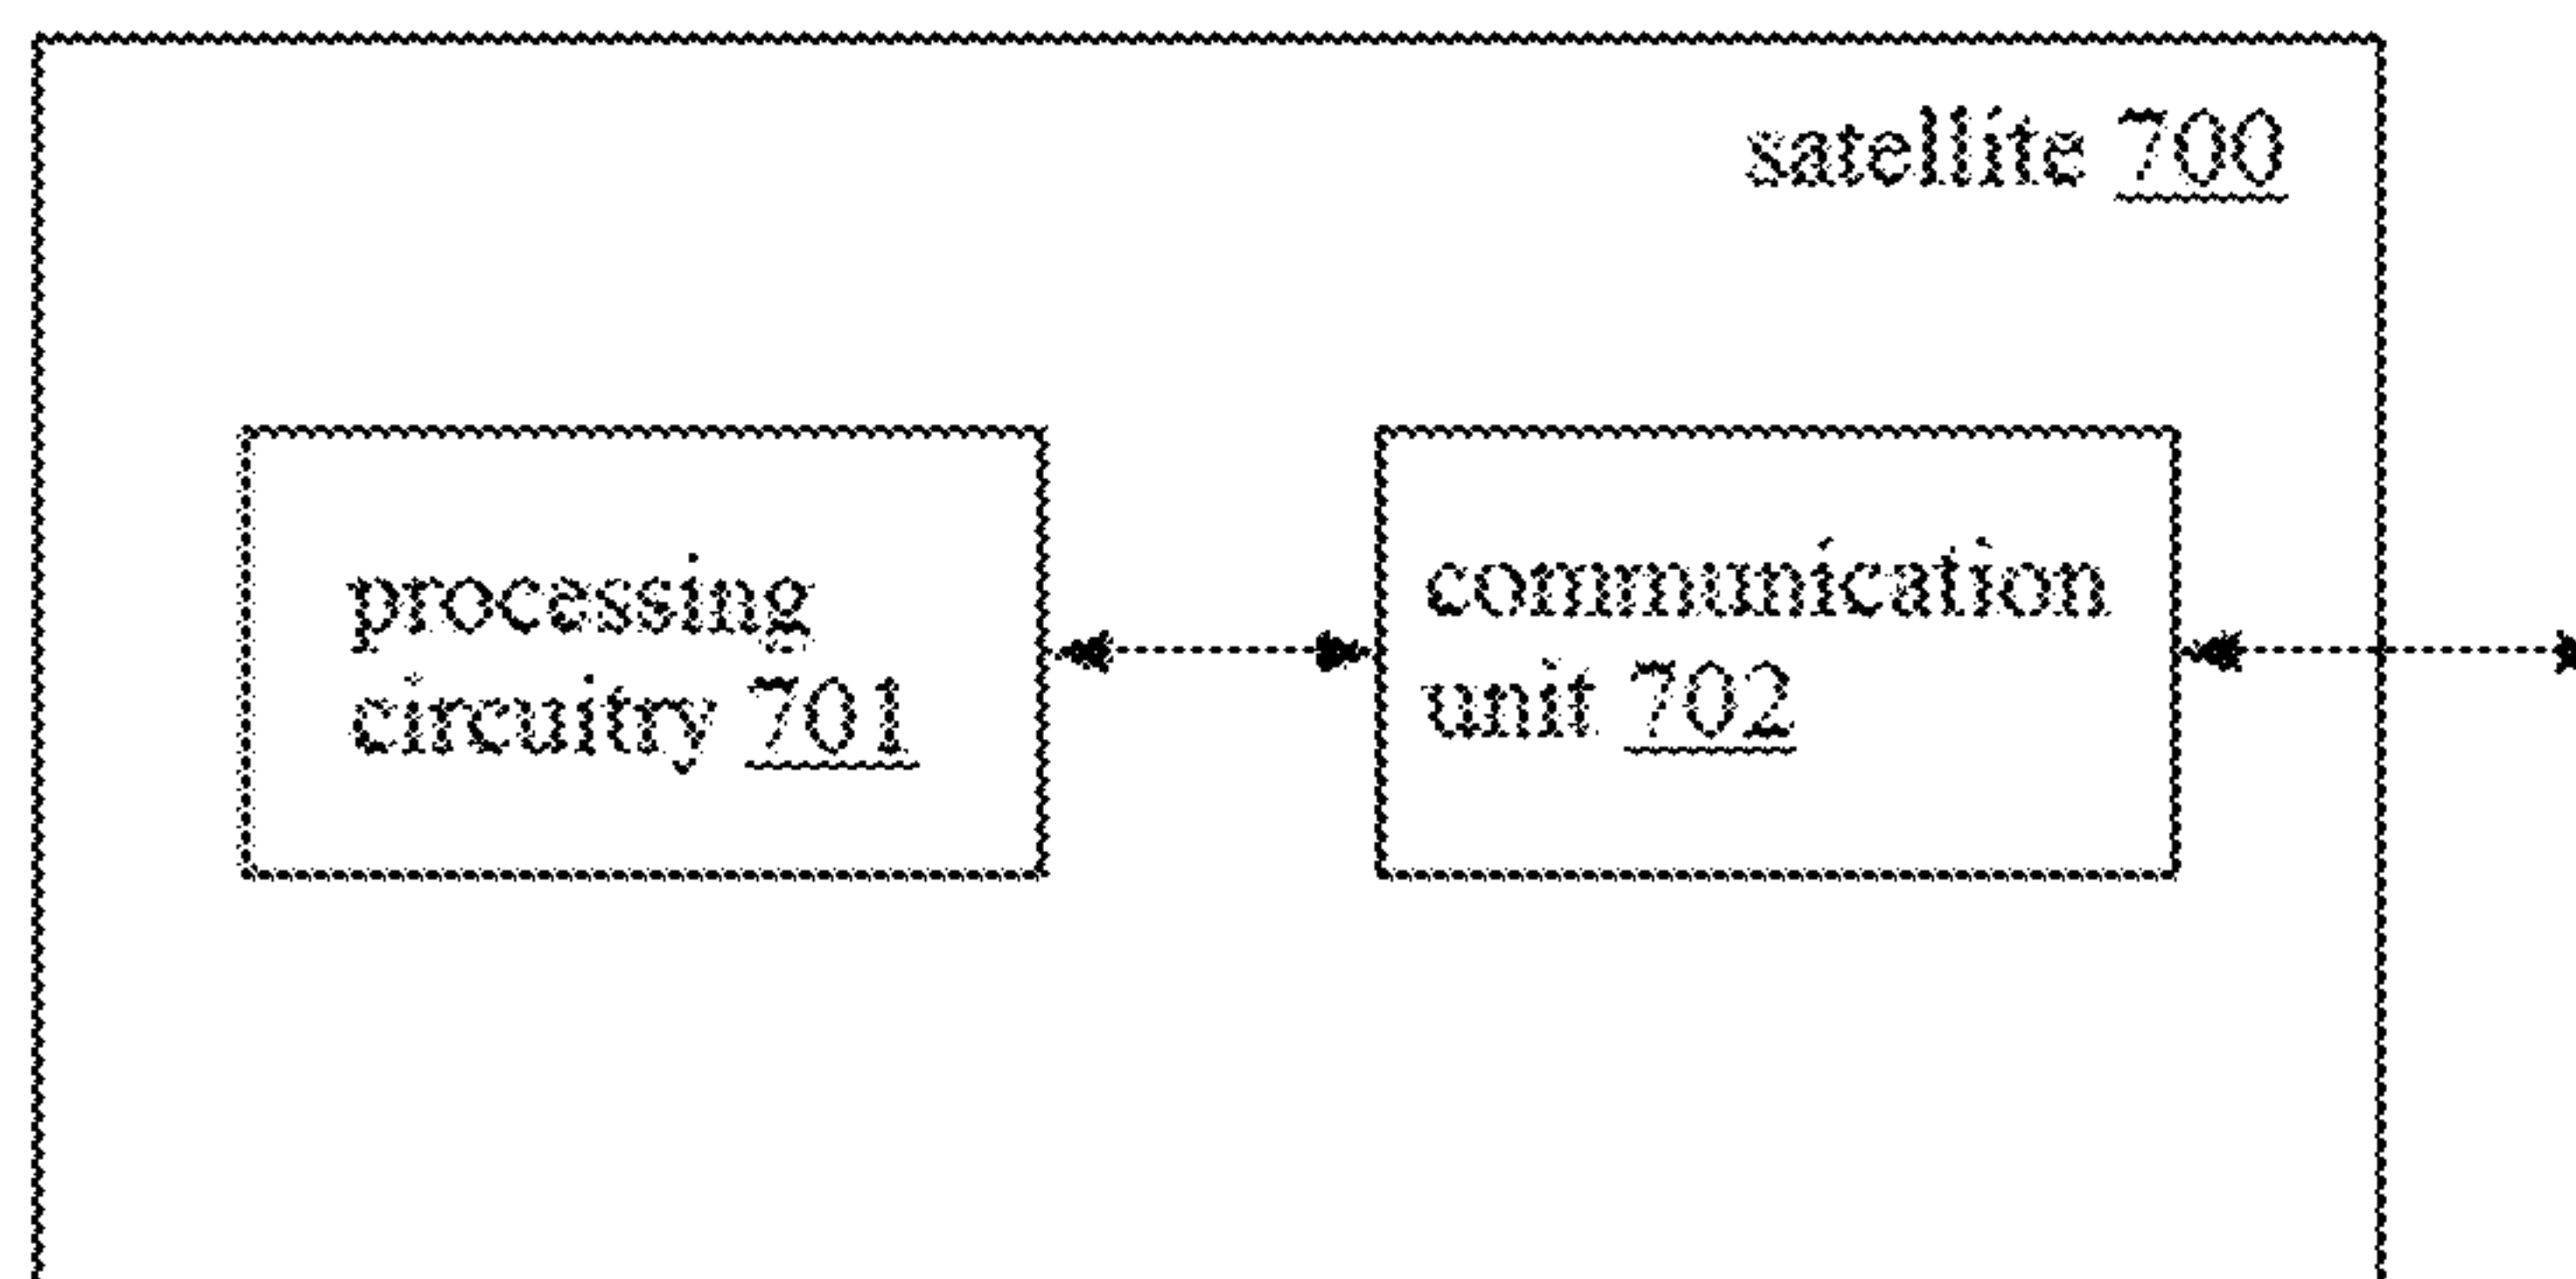 satellite 700
processing
circuitry 701
communication
unit 702